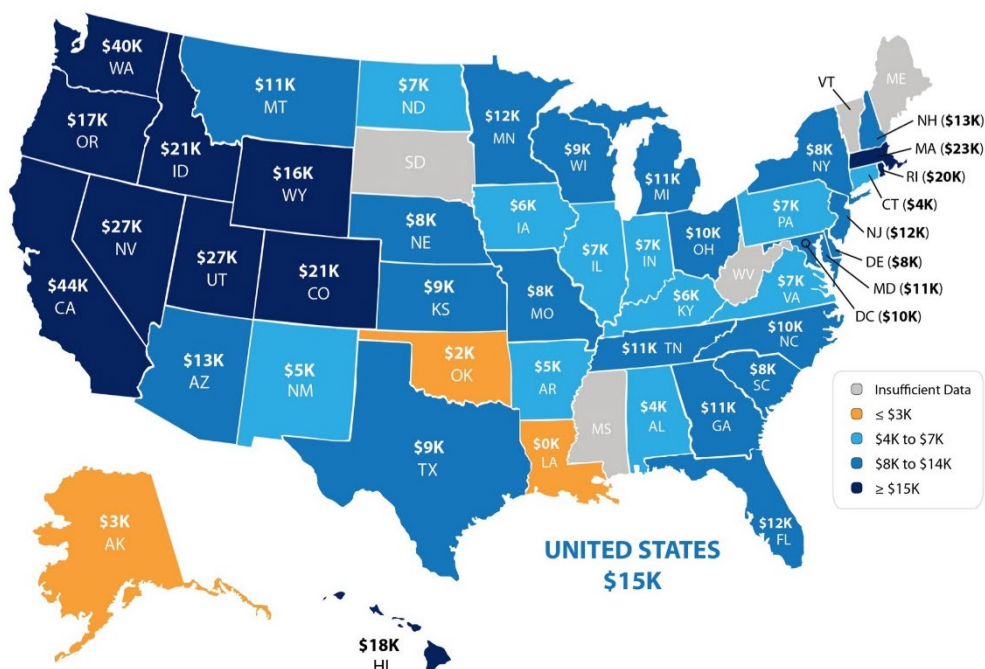 $40K
WA
$17K
OR
$21K
ID
$11K
MT
$7K
ND
SD
$16K
WY
$27K
NV
$27K
UT
$21K
CO
$44K
CA
$13K
AZ
$5K
NM
$8K
NE
$9K
KS
$2K
OK
$9K
TX
$12K
MN
$6K
IA
$8K
MO
$5K
AR
$0K
LA
$9K
WI
$7K
IL
$11K
MI
$7K
IN
$10K
OH
$6K
KY
$11K TN
MS
$4K
AL
$11K
GA
$12K
FL
$8K
SC
$10K
NC
$7K
VA
WV
$7K
PA
$8K
NY
VT
ME
NH ($13K)
MA ($23K)
RI ($20K)
CT ($4K)
NJ ($12K)
DE ($8K)
MD ($11K)
DC ($10K)
Insufficient Data
≤ $3K
$4K to $7K
$8K to $14K
≥ $15K
UNITED STATES
$15K
$3K
AK
$18K
HI